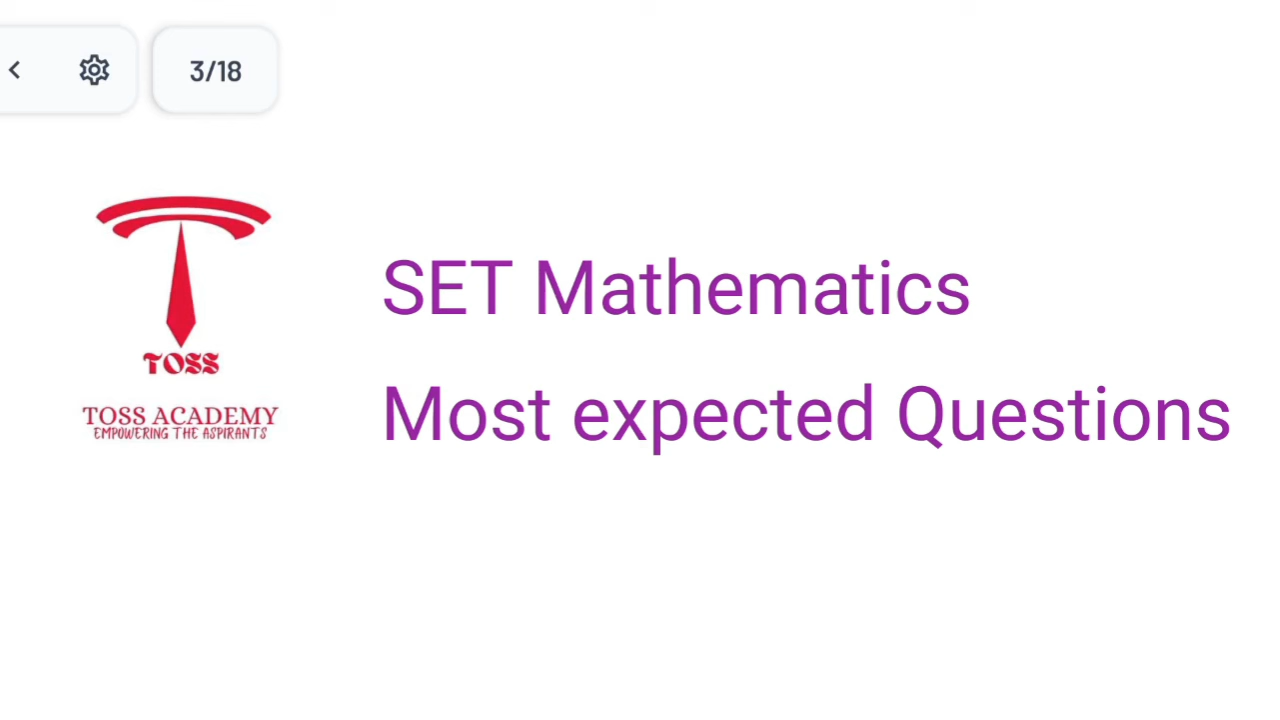 3/18
TOSS
TOSS ACADEMY
EMPOWERING THE ASPIRANTS
SET Mathematics
Most expected Questions